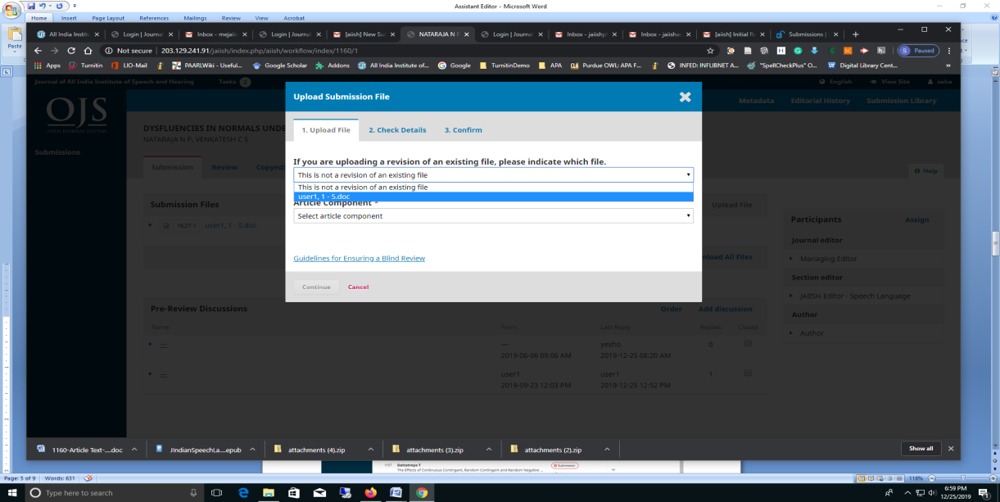 Assistant Editor - Microsoft Word
Home Insert Page Layout References Mailings Review View Acrobat
Paste
All India Institu Login | Journal Inbox - mejaii Login | Journal [aiish] New Sul NATARAJA N P Login | Journal Inbox - jaiishp Inbox - jaiisha [aiish] Initial R Submissions |
Not secure | 203.129.241.91/jaiish/index.php/aiish/workflow/index/1160/1
Paused
Apps Turnitin LIO-Mail PAARLWiki - Useful... Google Scholar Addons All India Institute of... Google TurnitinDemo APA Purdue OWL: APA F... INFED: INFLIBNET A... "SpellCheckPlus" O... Digital Library Cent...
Journal of All India Institute of Speech and Hearing Tasks English View Site
OJS
OPEN JOURNAL SYSTEMS
Submissions
Metadata Editorial History Submission Library
DYSFLUENCIES IN NORMALS UNDE
NATARAJA N P, VENKATESH C S
Submission Review Copyedi
Help
Upload Submission File
1. Upload File 2. Check Details 3. Confirm
If you are uploading a revision of an existing file, please indicate which file.
This is not a revision of an existing file
This is not a revision of an existing file
user1, 1 - 5.doc
Article Component *
Select article component
Guidelines for Ensuring a Blind Review
Continue Cancel
Submission Files Upload File
1627-1 user1, 1 - 5.doc
nload All Files
Participants Assign
Journal editor
Managing Editor
Section editor
JAIISH Editor - Speech Language
Author
Author
Pre-Review Discussions Order Add discussion
Name From Last Reply Replies Closed
— — yesho 0
2019-06-06 09:06 AM 2019-12-25 08:20 AM
— user1 user1 1
2019-09-23 12:03 PM 2019-12-25 12:52 PM
1160-Article Text-....doc JIndianSpeechLa....epub attachments (4).zip attachments (3).zip attachments (2).zip Show all
1157 Dattatreya T Submission
The Effects of Continuous Contingent, Random Contingent and Random Negative ...
Page: 5 of 9 Words: 631 116%
Type here to search
6:59 PM
12/25/2019